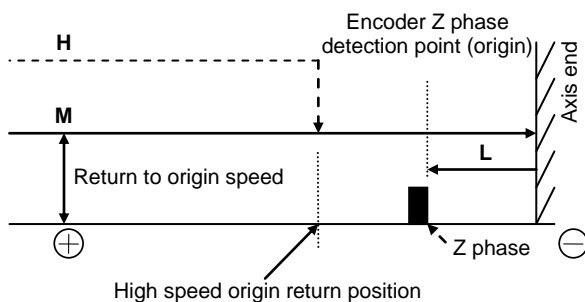 H
Encoder Z phase
detection point (origin)
Axis end
M
L
Return to origin speed
+
−
Z phase
High speed origin return position